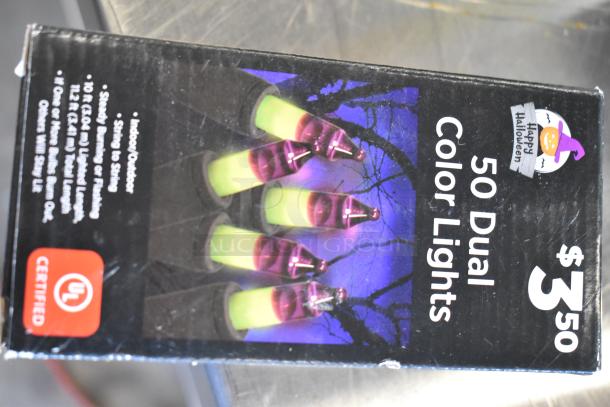 Happy
Halloween
$3.50
50 Dual
Color Lights
• Indoor/Outdoor
• String to String
• Steady Burning or Flashing
• 10 ft (3.04 m) Lighted Length,
11.2 ft (3.41 m) Total Length
• If One or More Bulbs Burn Out,
Others Will Stay Lit
UL
CERTIFIED
AUCTION GROUP